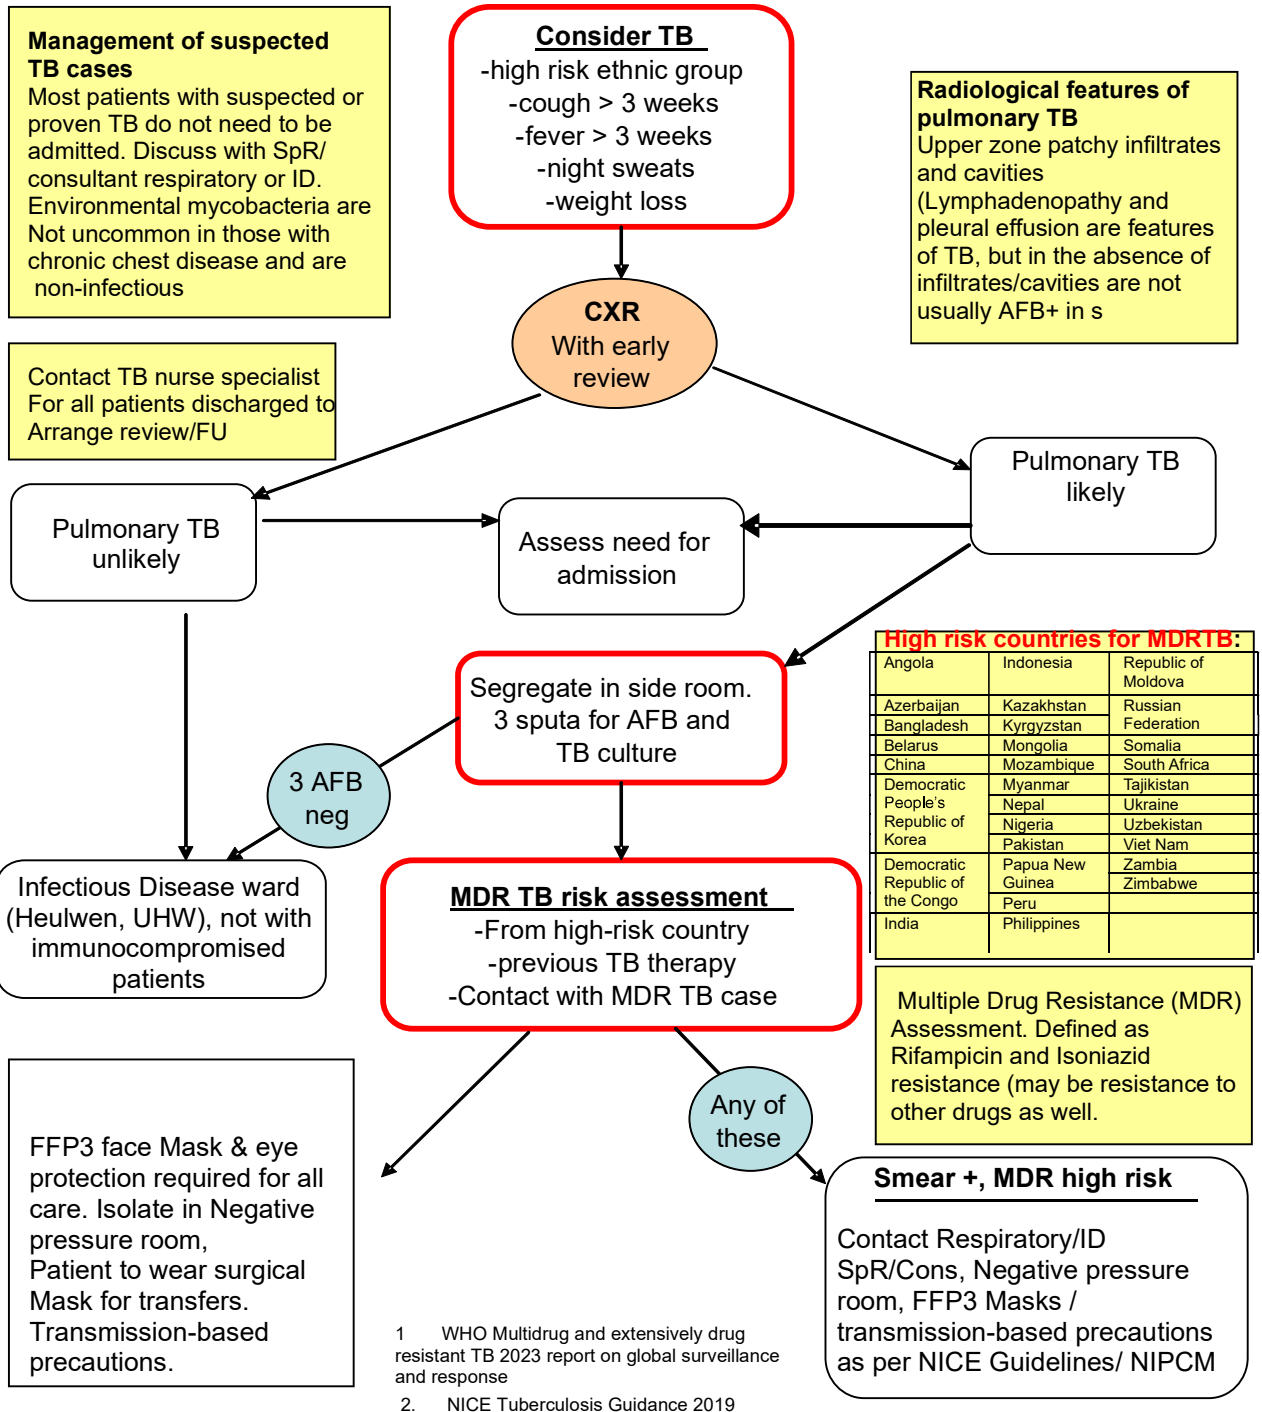 Management of suspected
TB cases
Most patients with suspected or
proven TB do not need to be
admitted. Discuss with SpR/
consultant respiratory or ID.
Environmental mycobacteria are
Not uncommon in those with
chronic chest disease and are
non-infectious
Consider TB
-high risk ethnic group
-cough > 3 weeks
-fever > 3 weeks
-night sweats
-weight loss
Radiological features of
pulmonary TB
Upper zone patchy infiltrates
and cavities
(Lymphadenopathy and
pleural effusion are features
of TB, but in the absence of
infiltrates/cavities are not
usually AFB+ in s
CXR
With early
review
Contact TB nurse specialist
For all patients discharged to
Arrange review/FU
Pulmonary TB
unlikely
Assess need for
admission
Pulmonary TB
likely
Segregate in side room.
3 sputa for AFB and
TB culture
3 AFB
neg
High risk countries for MDRTB:
Angola Indonesia Republic of
Moldova
Azerbaijan Kazakhstan Russian
Federation
Bangladesh Kyrgyzstan
Belarus Mongolia Somalia
China Mozambique South Africa
Democratic
People's
Republic of
Korea
Myanmar Tajikistan
Nepal Ukraine
Nigeria Uzbekistan
Pakistan Viet Nam
Democratic
Republic of
the Congo
Papua New
Guinea
Zambia
Zimbabwe
Peru
India Philippines
Infectious Disease ward
(Heulwen, UHW), not with
immunocompromised
patients
MDR TB risk assessment
-From high-risk country
-previous TB therapy
-Contact with MDR TB case
Multiple Drug Resistance (MDR)
Assessment. Defined as
Rifampicin and Isoniazid
resistance (may be resistance to
other drugs as well.
Any of
these
FFP3 face Mask & eye
protection required for all
care. Isolate in Negative
pressure room,
Patient to wear surgical
Mask for transfers.
Transmission-based
precautions.
Smear +, MDR high risk
Contact Respiratory/ID
SpR/Cons, Negative pressure
room, FFP3 Masks /
transmission-based precautions
as per NICE Guidelines/ NIPCM
1 WHO Multidrug and extensively drug
resistant TB 2023 report on global surveillance
and response
2. NICE Tuberculosis Guidance 2019